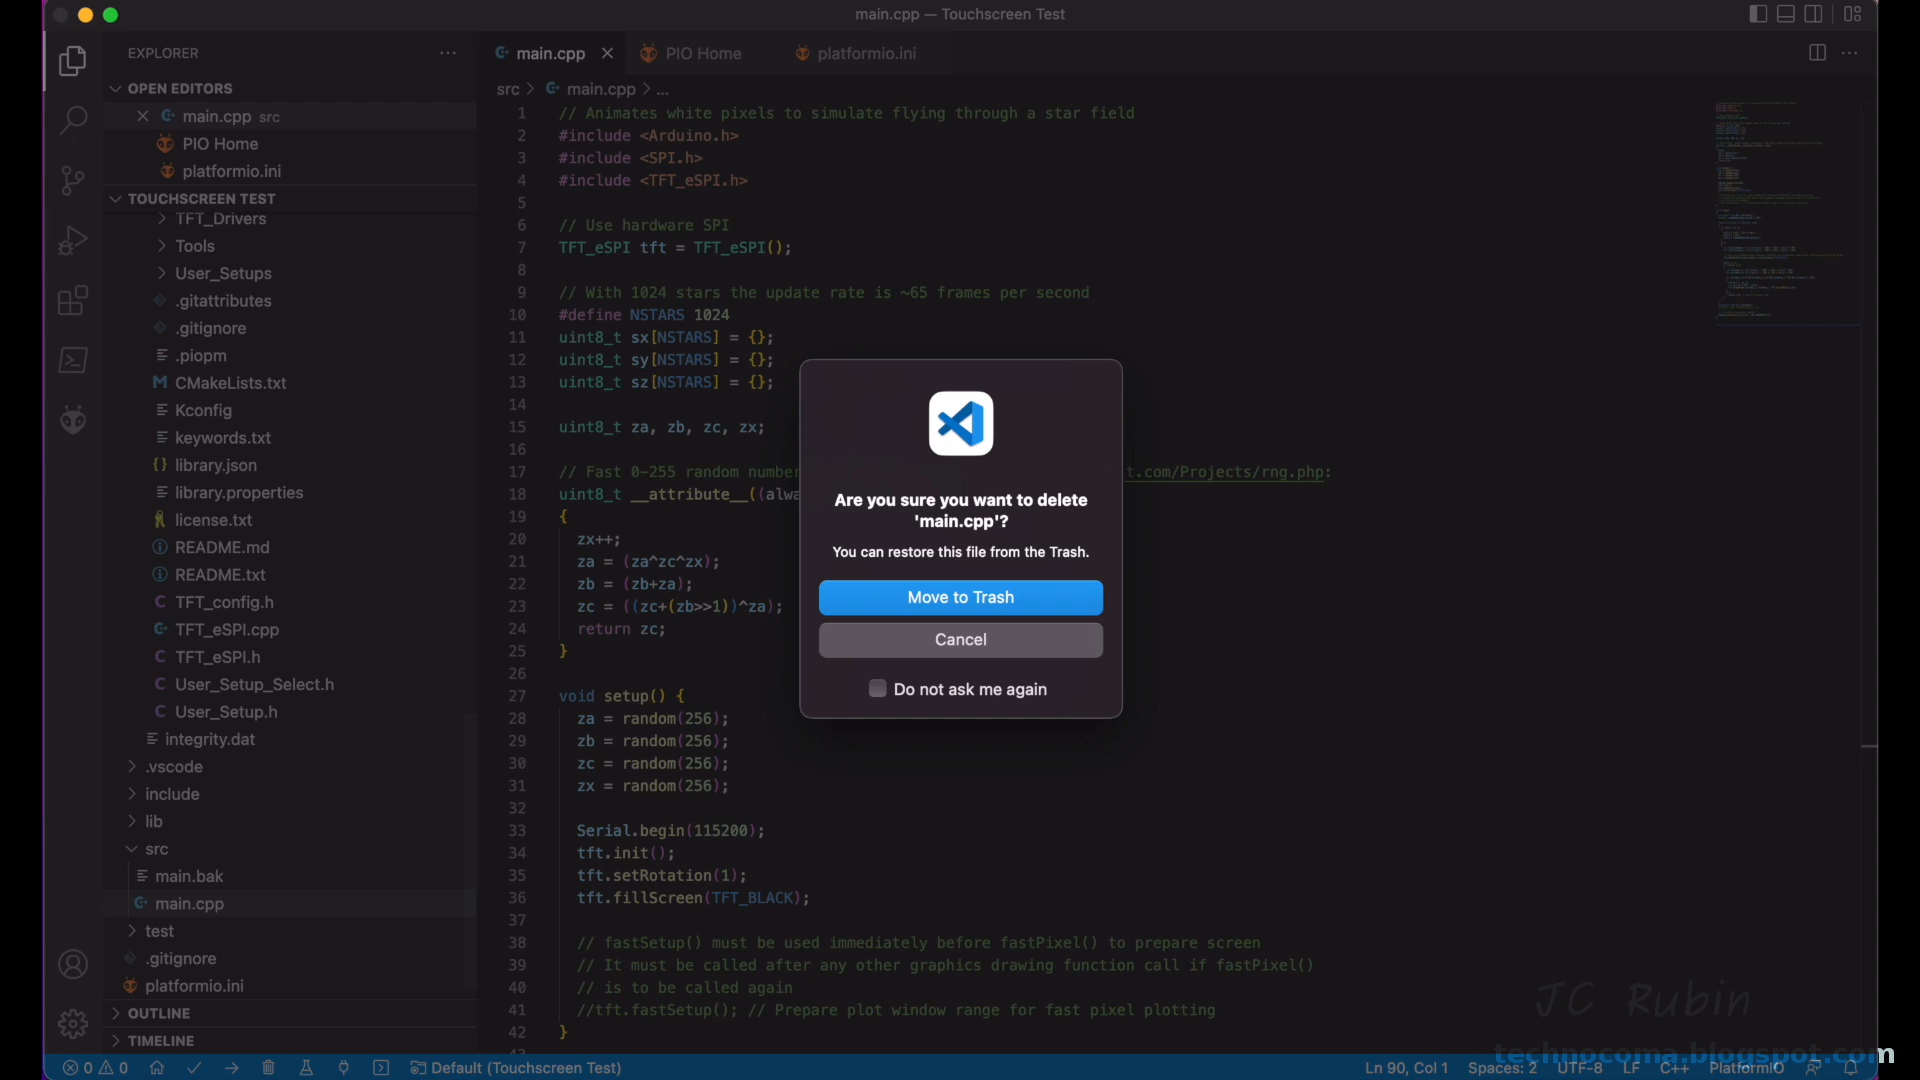 main.cpp — Touchscreen Test
EXPLORER
OPEN EDITORS
main.cpp src
PIO Home
platformio.ini
TOUCHSCREEN TEST
TFT_Drivers
Tools
User_Setups
.gitattributes
.gitignore
.piopm
CMakeLists.txt
Kconfig
keywords.txt
library.json
library.properties
license.txt
README.md
README.txt
TFT_config.h
TFT_eSPI.cpp
TFT_eSPI.h
User_Setup_Select.h
User_Setup.h
integrity.dat
.vscode
include
lib
src
main.bak
main.cpp
test
.gitignore
platformio.ini
OUTLINE
TIMELINE
main.cpp PIO Home platformio.ini
src > main.cpp > ...
1 // Animates white pixels to simulate flying through a star field
2 #include <Arduino.h>
3 #include <SPI.h>
4 #include <TFT_eSPI.h>
5
6 // Use hardware SPI
7 TFT_eSPI tft = TFT_eSPI();
8
9 // With 1024 stars the update rate is ~65 frames per second
10 #define NSTARS 1024
11 uint8_t sx[NSTARS] = {};
12 uint8_t sy[NSTARS] = {};
13 uint8_t sz[NSTARS] = {};
14
15 uint8_t za, zb, zc, zx;
16
17 // Fast 0-255 random number t.com/Projects/rng.php:
18 uint8_t __attribute__((alwa
19 {
20 zx++;
21 za = (za^zc^zx);
22 zb = (zb+za);
23 zc = ((zc+(zb>>1))^za);
24 return zc;
25 }
26
27 void setup() {
28 za = random(256);
29 zb = random(256);
30 zc = random(256);
31 zx = random(256);
32
33 Serial.begin(115200);
34 tft.init();
35 tft.setRotation(1);
36 tft.fillScreen(TFT_BLACK);
37
38 // fastSetup() must be used immediately before fastPixel() to prepare screen
39 // It must be called after any other graphics drawing function call if fastPixel()
40 // is to be called again
41 //tft.fastSetup(); // Prepare plot window range for fast pixel plotting
42 }
Are you sure you want to delete
'main.cpp'?
You can restore this file from the Trash.
Move to Trash
Cancel
Do not ask me again
JC Rubin
technocoma.blogspot.com
0 0 Default (Touchscreen Test) Ln 90, Col 1 Spaces: 2 UTF-8 LF C++ PlatformIO